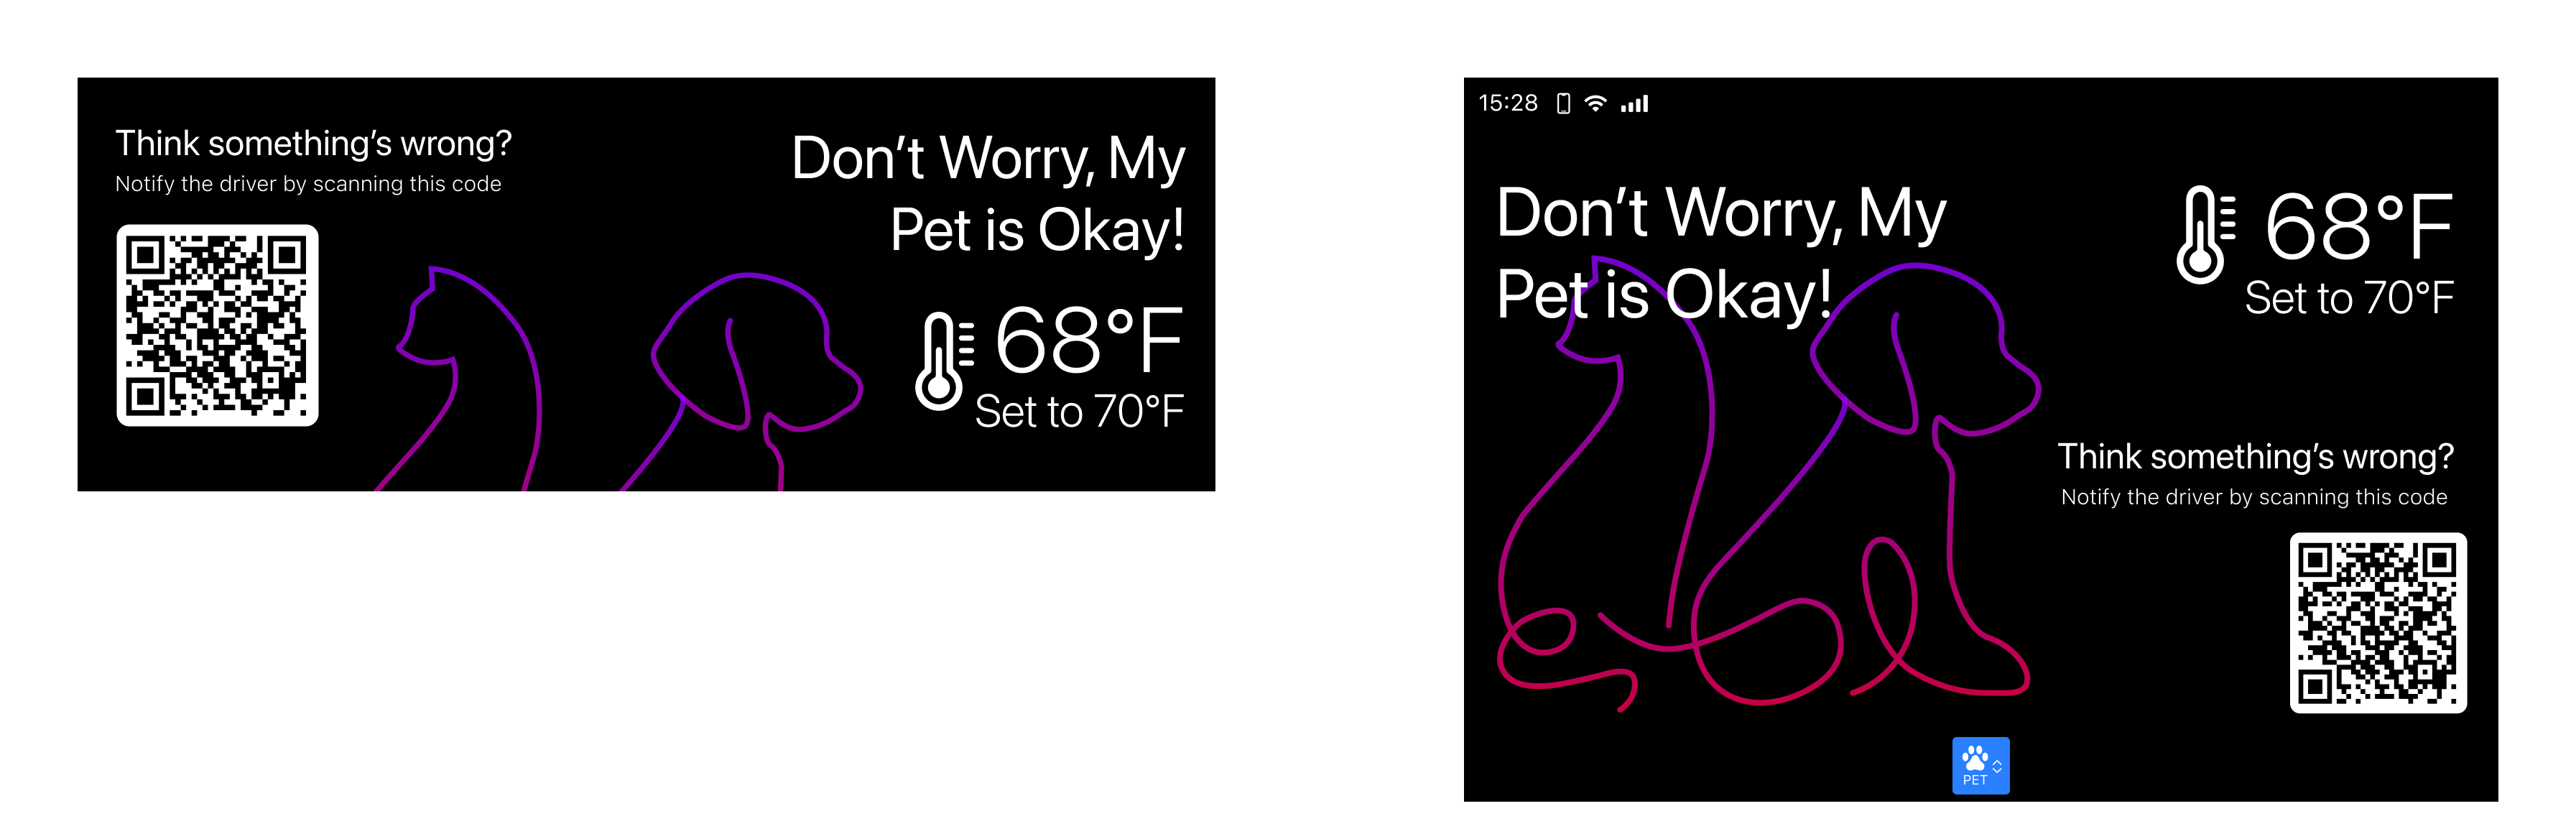 Think something’s wrong?
Notify the driver by scanning this code
Don’t Worry, My
Pet is Okay!
68°F
Set to 70°F
15:28
Don’t Worry, My
Pet is Okay!
68°F
Set to 70°F
Think something’s wrong?
Notify the driver by scanning this code
PET